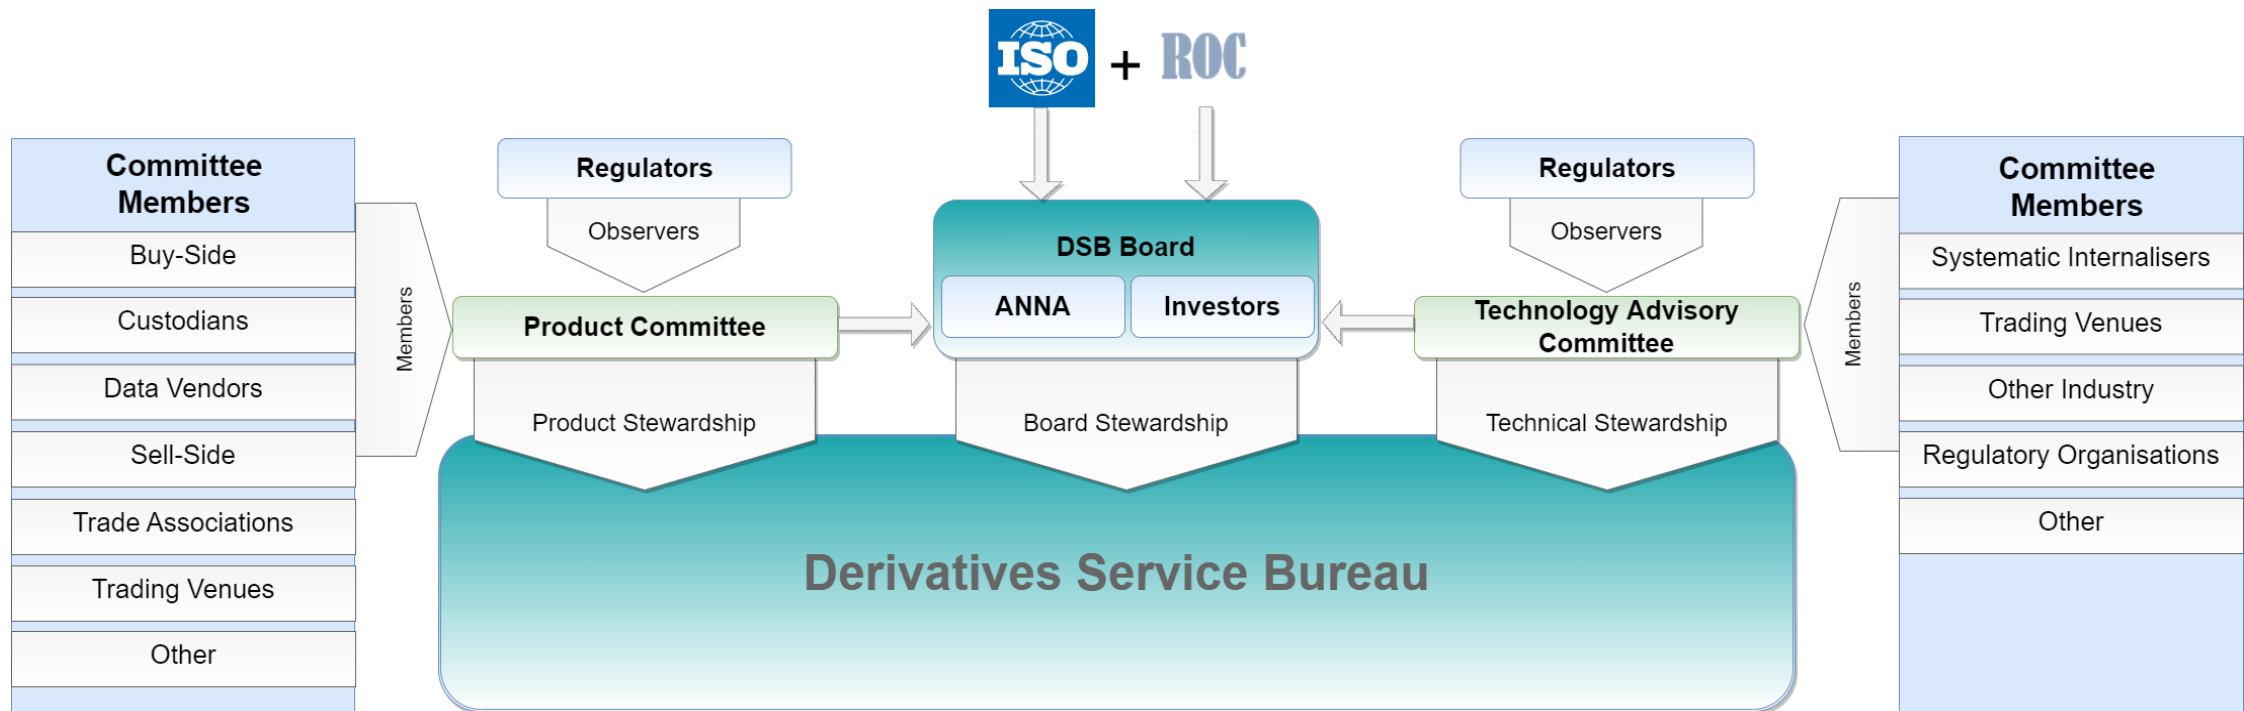 ISO + ROC
Committee
Members
Buy-Side
Custodians
Data Vendors
Sell-Side
Trade Associations
Trading Venues
Other
Members
Regulators
Observers
Product Committee
Product Stewardship
DSB Board
ANNA
Investors
Board Stewardship
Regulators
Observers
Technology Advisory
Committee
Technical Stewardship
Members
Committee
Members
Systematic Internalisers
Trading Venues
Other Industry
Regulatory Organisations
Other
Derivatives Service Bureau